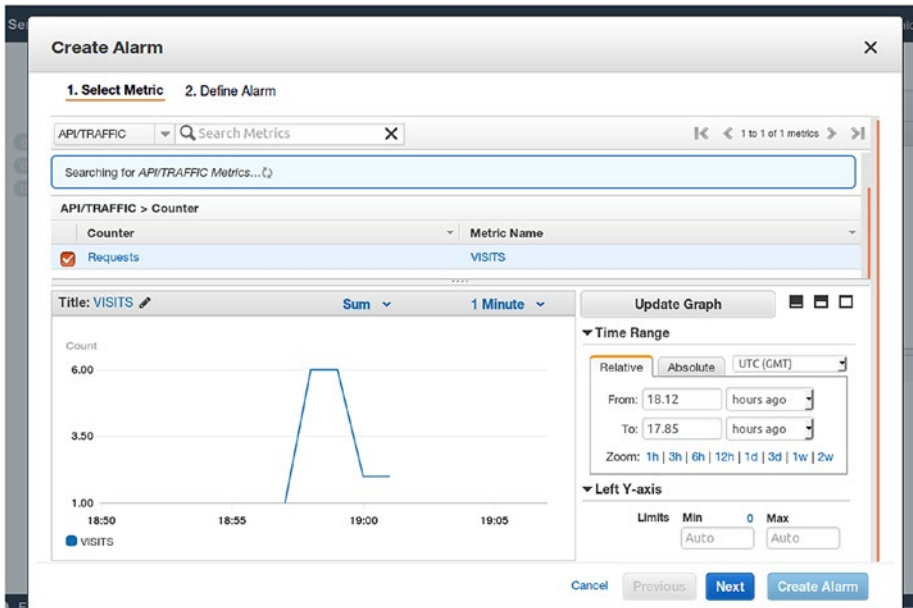 Se
Create Alarm
1. Select Metric 2. Define Alarm
API/TRAFFIC Search Metrics X 1 to 1 of 1 metrics
Searching for API/TRAFFIC Metrics...
API/TRAFFIC > Counter
Counter Metric Name
Requests VISITS
Title: VISITS Sum 1 Minute Update Graph
Time Range
Count
6.00
3.50
1.00
18:50 18:55 19:00 19:05
VISITS
Relative Absolute UTC (GMT)
From: 18.12 hours ago
To: 17.85 hours ago
Zoom: 1h | 3h | 6h | 12h | 1d | 3d | 1w | 2w
Left Y-axis
Limits Min 0 Max
Auto Auto
Cancel Previous Next Create Alarm